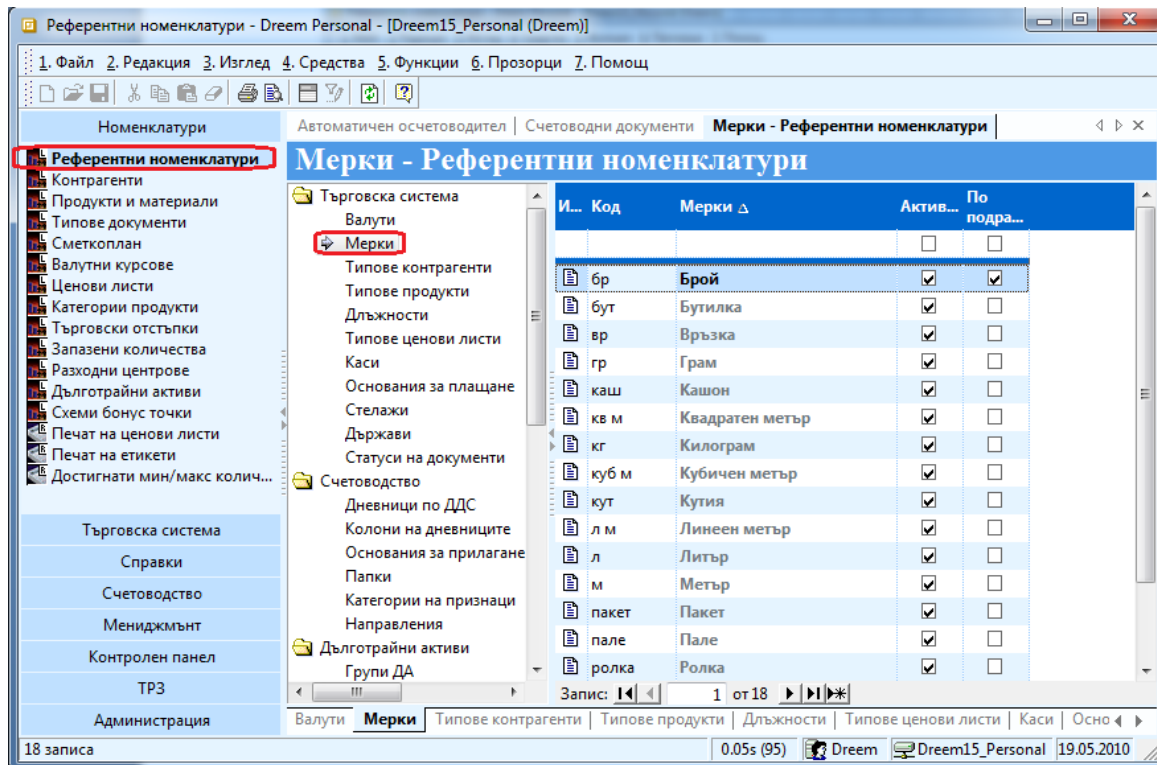 Референтни номенклатури - Dreem Personal - [Dreem15_Personal (Dreem)]
1. Файл 2. Редакция 3. Изглед 4. Средства 5. Функции 6. Прозорци 7. Помощ
Номенклатури
Референтни номенклатури
Контрагенти
Продукти и материали
Типове документи
Сметкоплан
Валутни курсове
Ценови листи
Категории продукти
Търговски отстъпки
Запазени количества
Разходни центрове
Дълготрайни активи
Схеми бонус точки
Печат на ценови листи
Печат на етикети
Достигнати мин/макс колич...
Търговска система
Справки
Счетоводство
Мениджмънт
Контролен панел
ТРЗ
Администрация
Автоматичен осчетоводител Счетоводни документи Мерки - Референтни номенклатури
Мерки - Референтни номенклатури
Търговска система
Валути
Мерки
Типове контрагенти
Типове продукти
Длъжности
Типове ценови листи
Каси
Основания за плащане
Стелажи
Държави
Статуси на документи
Счетоводство
Дневници по ДДС
Колони на дневниците
Основания за прилагане
Папки
Категории на признаци
Направления
Дълготрайни активи
Групи ДА
И... Код Мерки Актив... По подра...
бр Брой
бут Бутилка
вр Връзка
гр Грам
каш Кашон
кв м Квадратен метър
кг Килограм
куб м Кубичен метър
кут Кутия
л м Линеен метър
л Литър
м Метър
пакет Пакет
пале Пале
ролка Ролка
Запис: 1 от 18
Валути Мерки Типове контрагенти Типове продукти Длъжности Типове ценови листи Каси Осно
18 записа 0.05s (95) Dreem Dreem15_Personal 19.05.2010